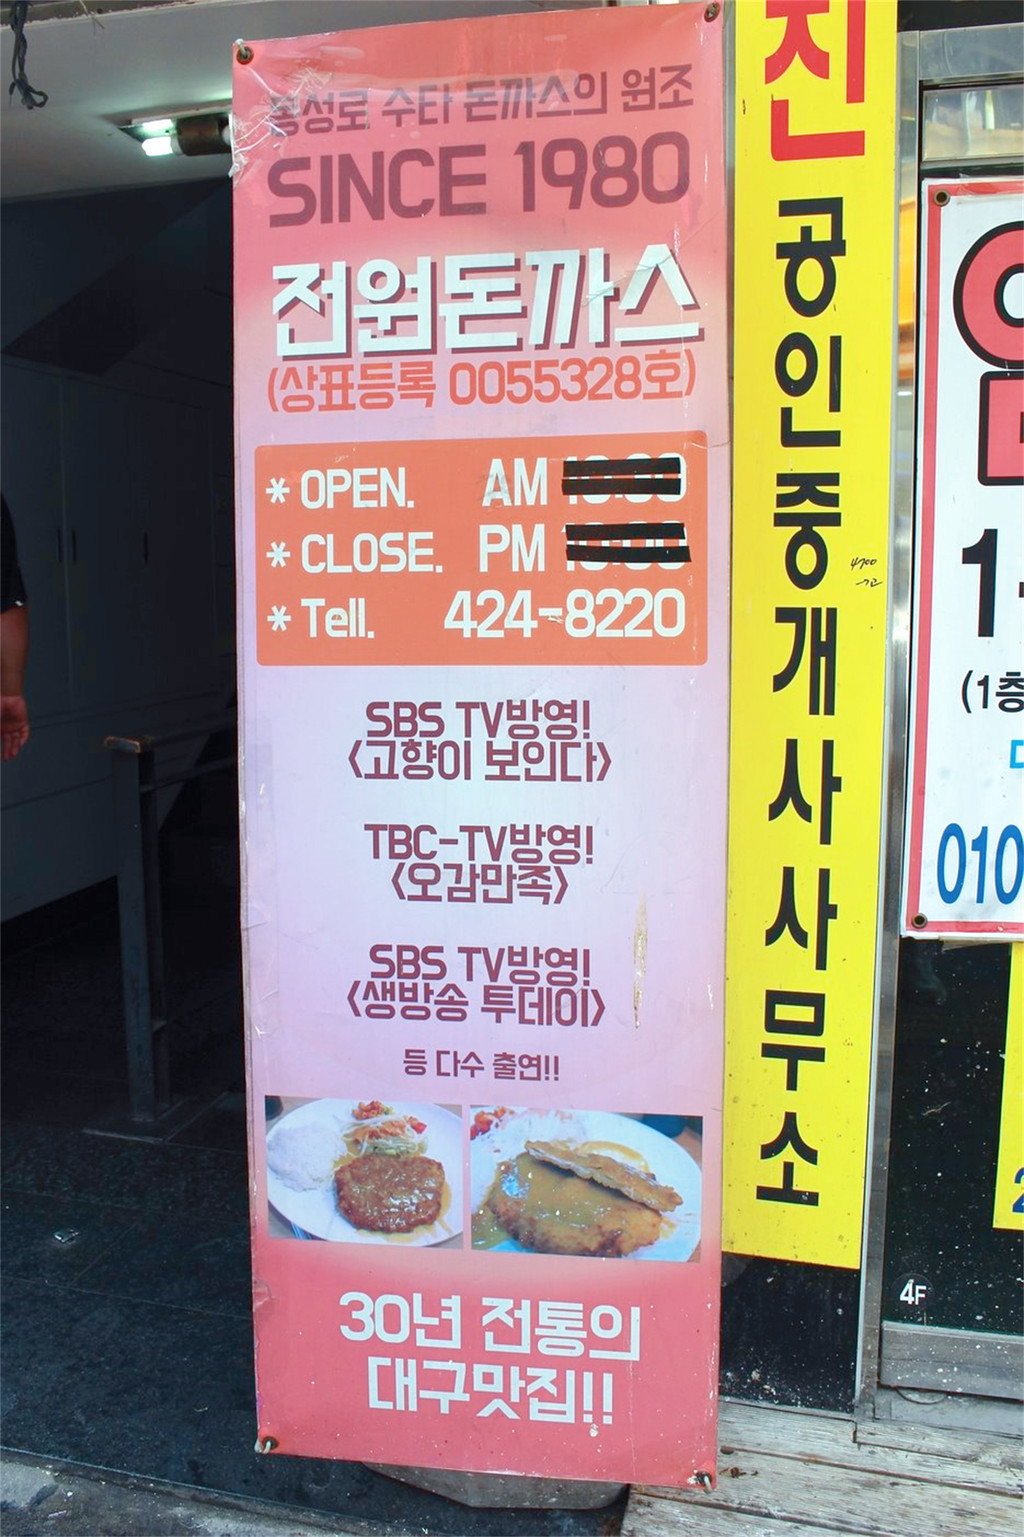 동성로 수타 돈까스의 원조
SINCE 1980
전원돈까스
(상표등록 0055328호)
* OPEN. AM
* CLOSE. PM
* Tell. 424-8220
SBS TV방영!
<고향이 보인다>
TBC-TV방영!
<오감만족>
SBS TV방영!
<생방송 투데이>
등 다수 출연!!
30년 전통의
대구맛집!!
진 공인중개사사무소
(1층
010
4F